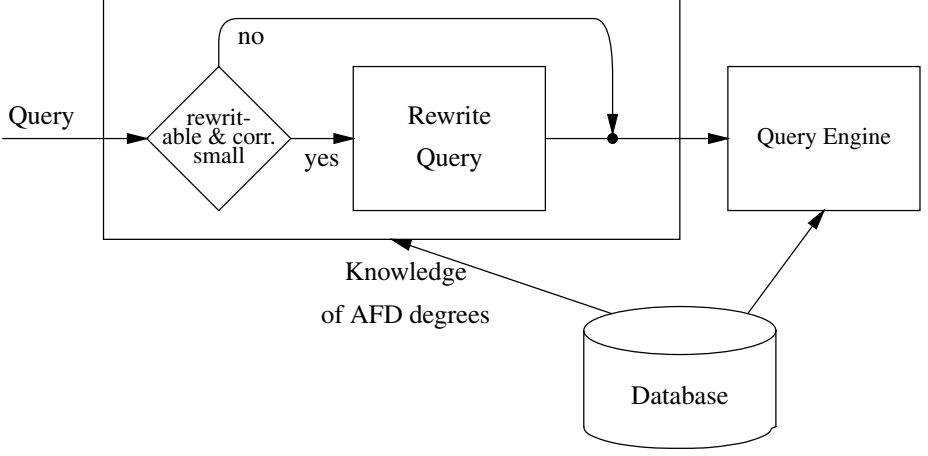 no
Query
rewrit-
able & corr.
small
yes
Rewrite
Query
Query Engine
Knowledge
of AFD degrees
Database